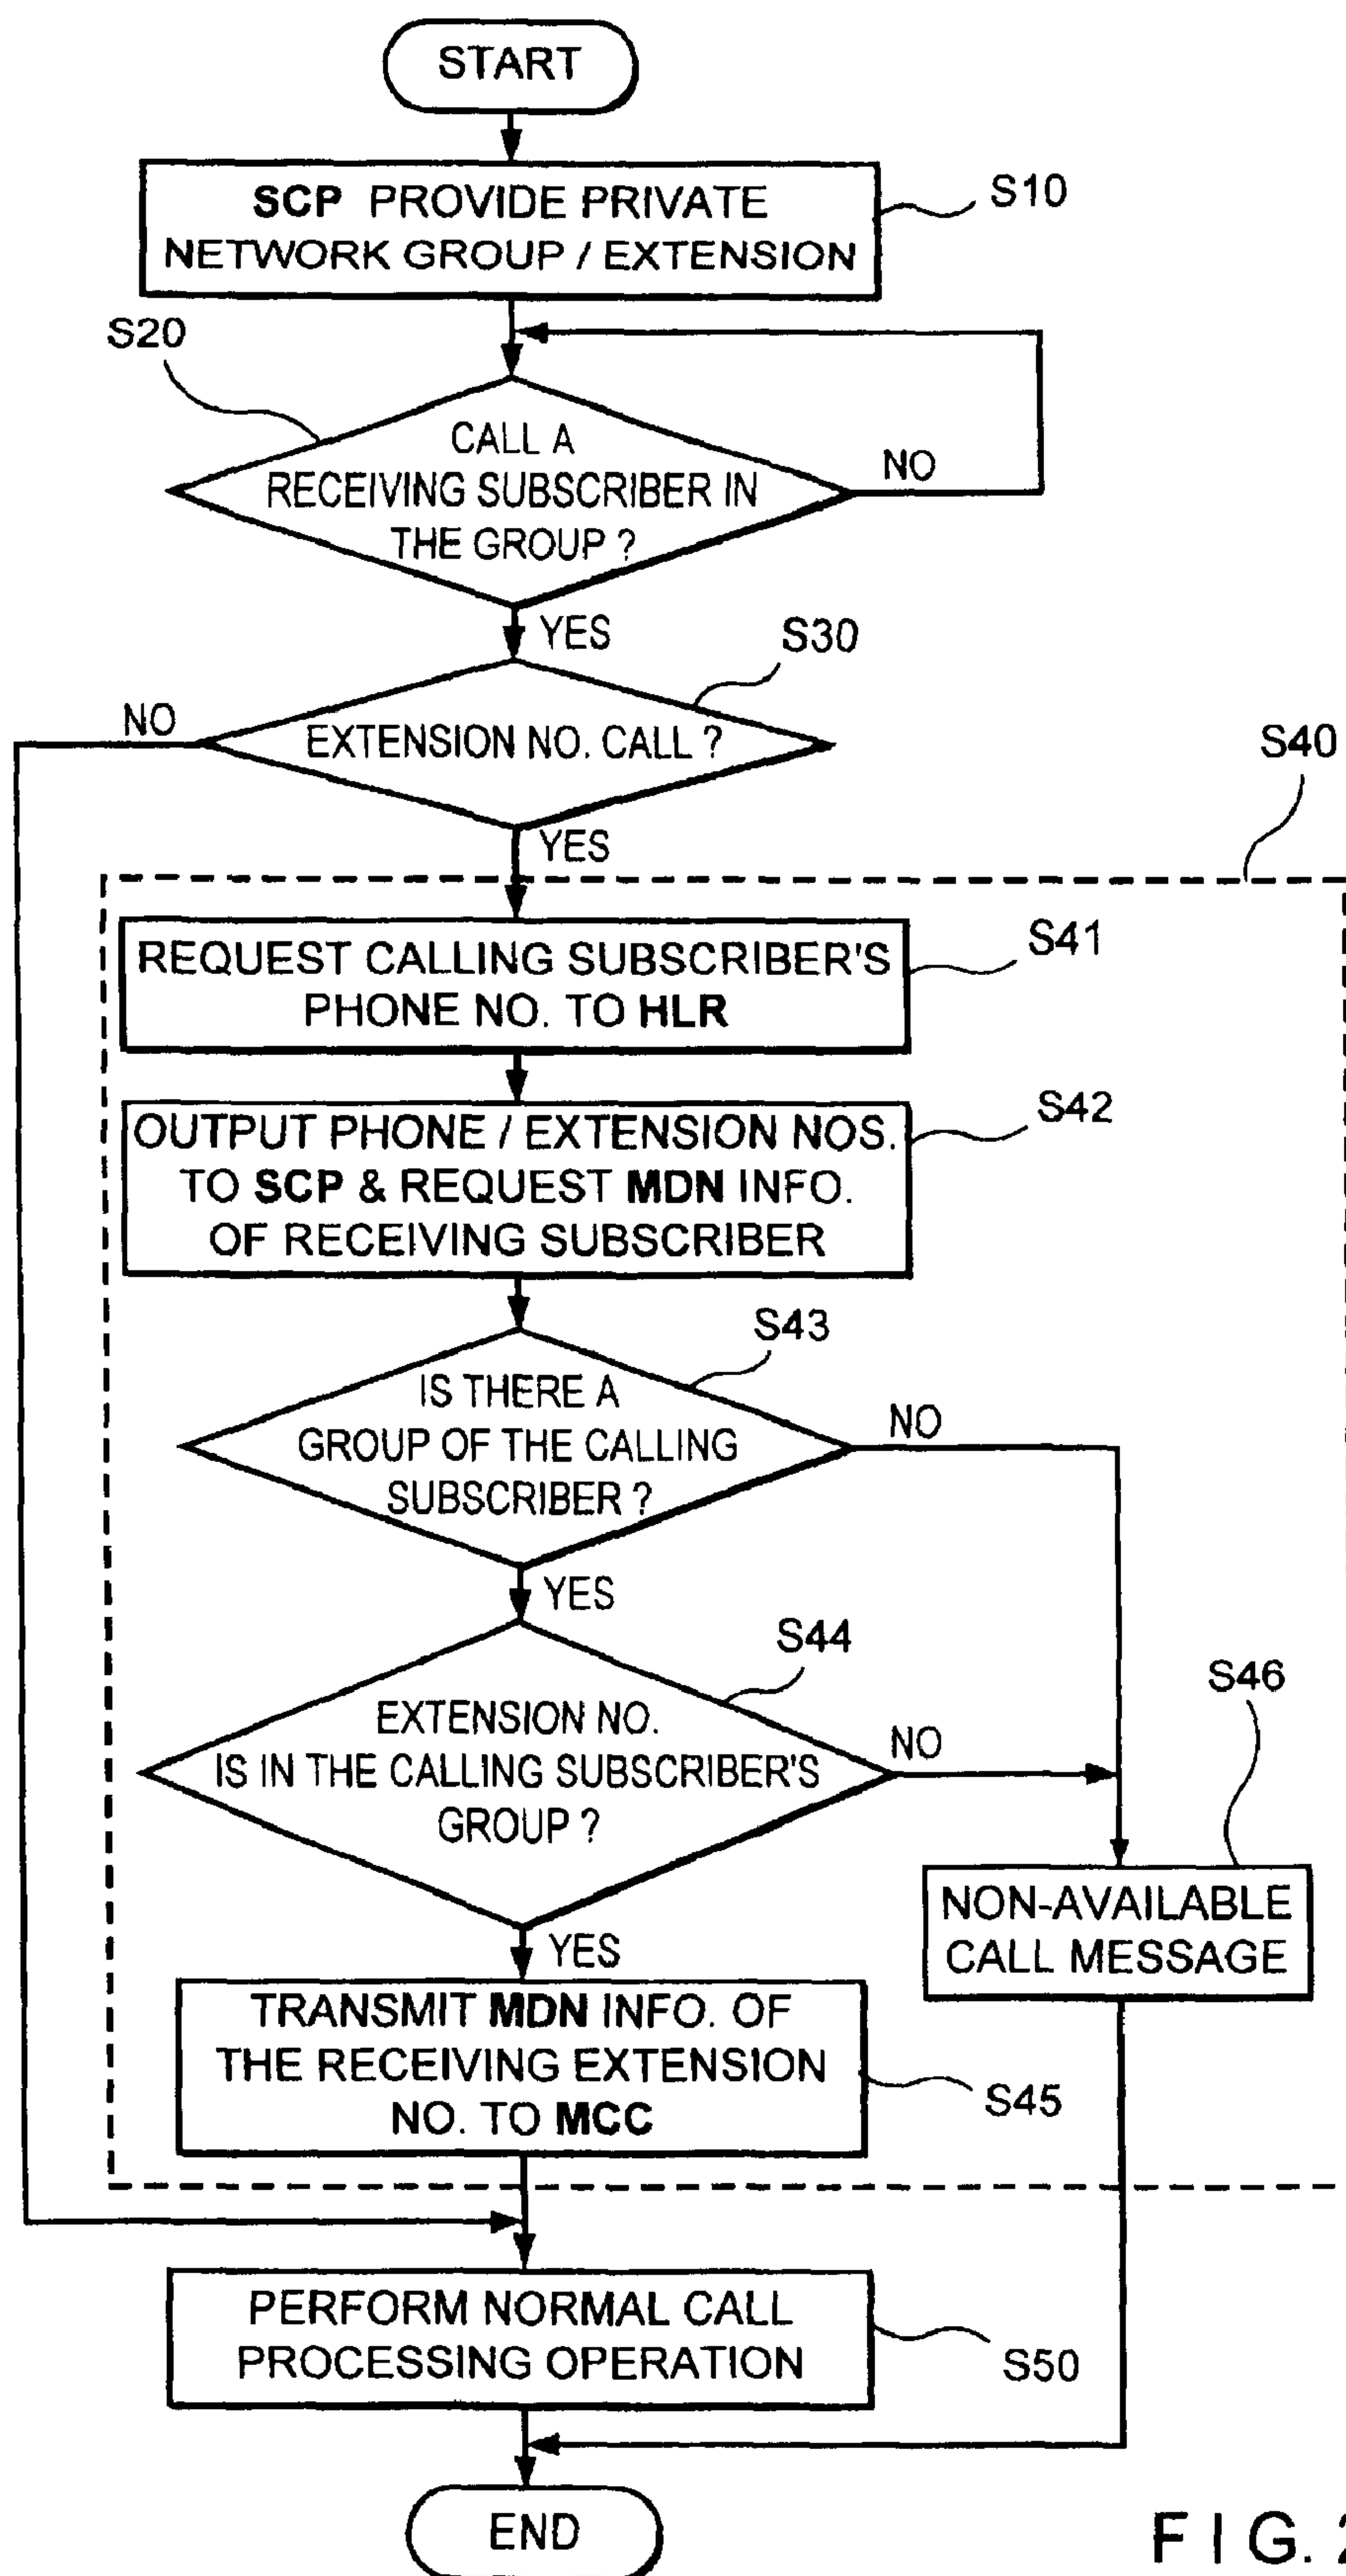 START
SCP PROVIDE PRIVATE
NETWORK GROUP / EXTENSION
S10
S20
CALL A
RECEIVING SUBSCRIBER IN
THE GROUP ?
NO
YES
S30
NO
EXTENSION NO. CALL ?
S40
YES
REQUEST CALLING SUBSCRIBER'S
PHONE NO. TO HLR
S41
OUTPUT PHONE / EXTENSION NOS.
TO SCP & REQUEST MDN INFO.
OF RECEIVING SUBSCRIBER
S42
S43
IS THERE A
GROUP OF THE CALLING
SUBSCRIBER ?
NO
YES
S44
EXTENSION NO.
IS IN THE CALLING SUBSCRIBER'S
GROUP ?
NO
S46
NON-AVAILABLE
CALL MESSAGE
YES
TRANSMIT MDN INFO. OF
THE RECEIVING EXTENSION
NO. TO MCC
S45
PERFORM NORMAL CALL
PROCESSING OPERATION
S50
END
FIG. 2